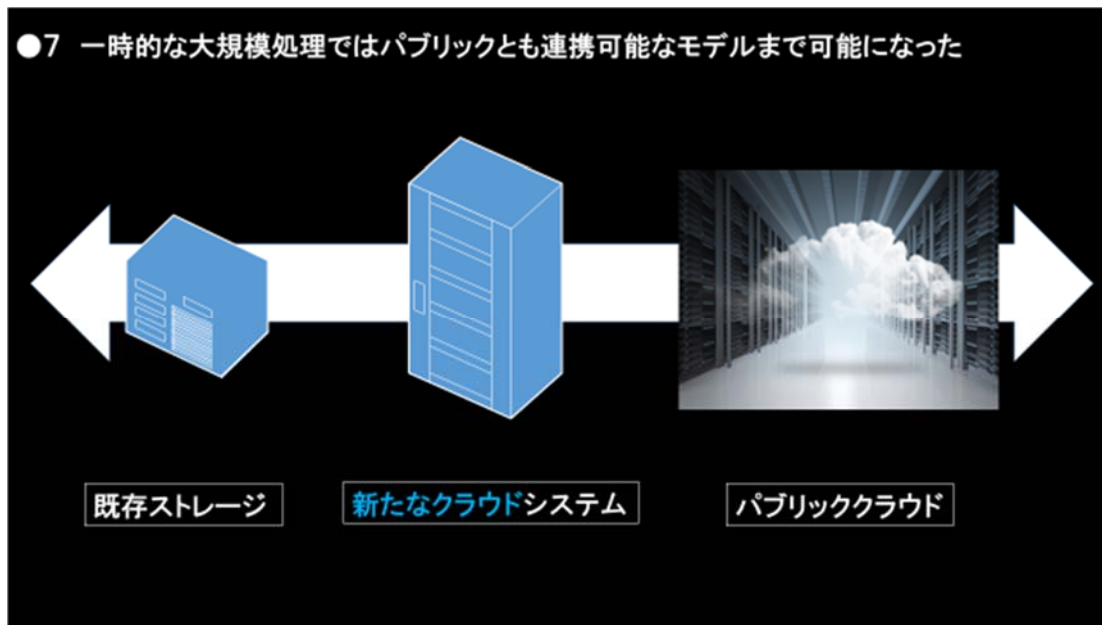 ●7 一時的な大規模処理ではパブリックとも連携可能なモデルまで可能になった
既存ストレージ
新たなクラウドシステム
パブリッククラウド